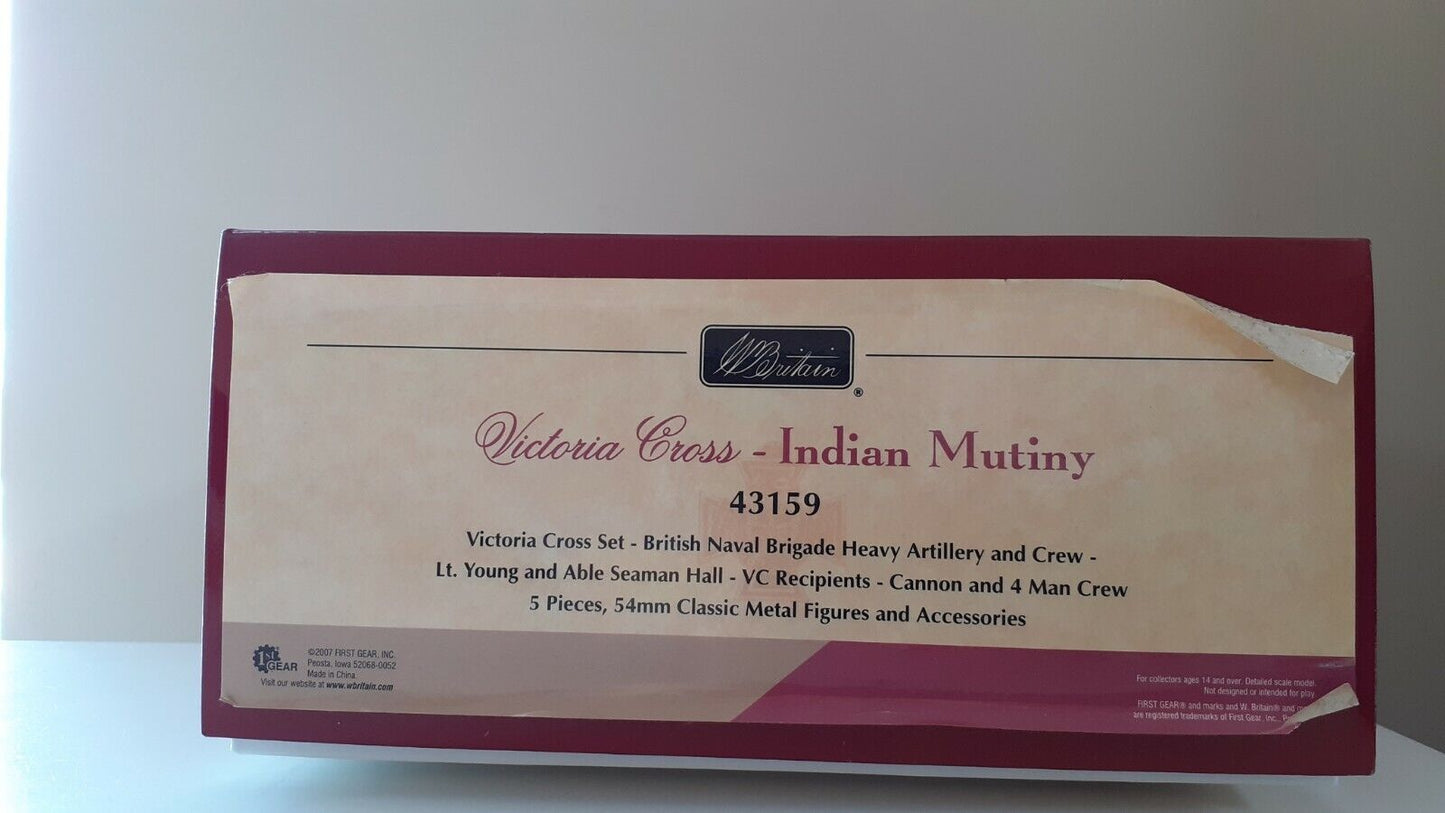 W Britain
®
Victoria Cross - Indian Mutiny
43159
Victoria Cross Set - British Naval Brigade Heavy Artillery and Crew -
Lt. Young and Able Seaman Hall - VC Recipients - Cannon and 4 Man Crew
5 Pieces, 54mm Classic Metal Figures and Accessories
1ST GEAR
©2007 FIRST GEAR, INC.
Peosta, Iowa 52068-0052
Made in China
Visit our website at www.wbritain.com
For collectors ages 14 and over. Detailed scale model.
Not designed or intended for play
FIRST GEAR® and marks and W. Britain® and
are registered trademarks of First Gear, Inc.,